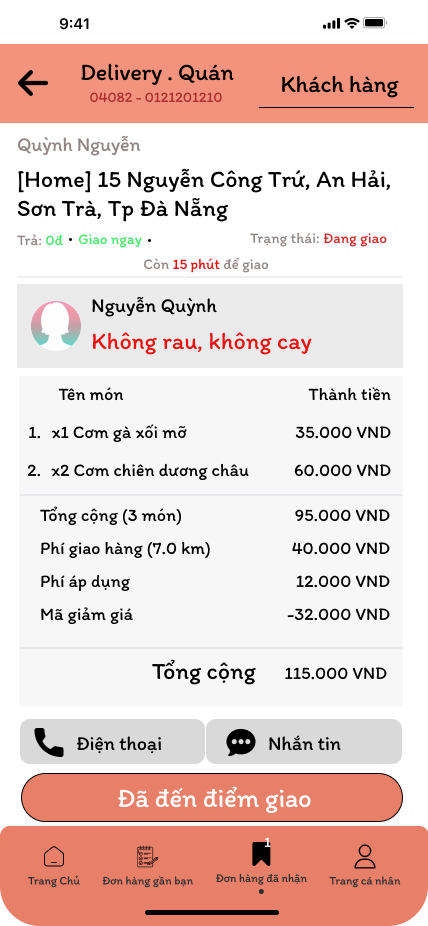 9:41
Delivery . Quán
04082 - 0121201210
Khách hàng
Quỳnh Nguyễn
[Home] 15 Nguyễn Công Trứ, An Hải,
Sơn Trà, Tp Đà Nẵng
Trả: 0đ • Giao ngay •
Trạng thái: Đang giao
Còn 15 phút để giao
Nguyễn Quỳnh
Không rau, không cay
Tên món Thành tiền
1. x1 Cơm gà xối mỡ 35.000 VND
2. x2 Cơm chiên dương châu 60.000 VND
Tổng cộng (3 món) 95.000 VND
Phí giao hàng (7.0 km) 40.000 VND
Phí áp dụng 12.000 VND
Mã giảm giá -32.000 VND
Tổng cộng 115.000 VND
Điện thoại
Nhắn tin
Đã đến điểm giao
1
Trang Chủ
Đơn hàng gần bạn
Đơn hàng đã nhận
Trang cá nhân